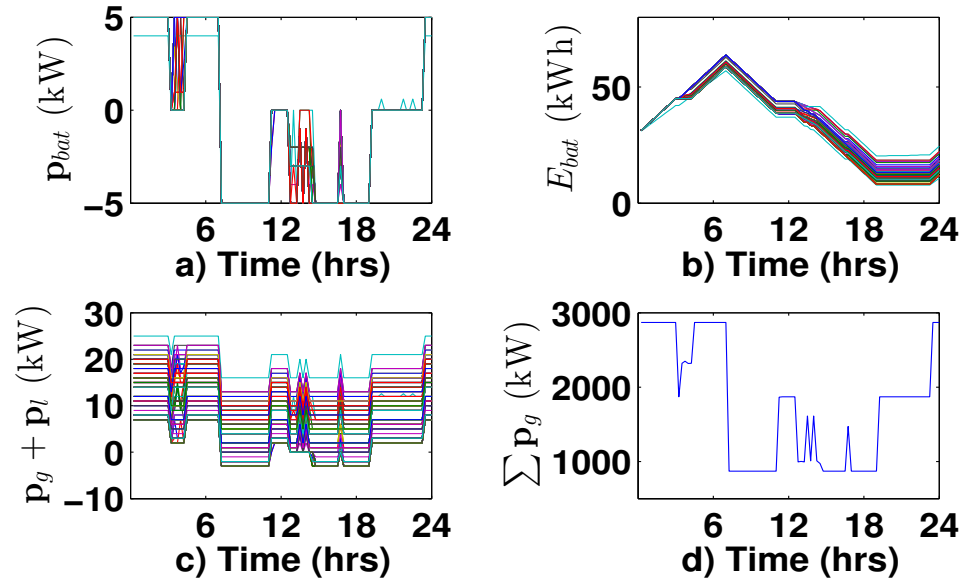 5
0
−5
p_bat (kW)
6 12 18 24
a) Time (hrs)
50
0
E_bat (kWh)
6 12 18 24
b) Time (hrs)
30
20
10
0
−10
p_g + p_l (kW)
6 12 18 24
c) Time (hrs)
3000
2000
1000
∑ p_g (kW)
6 12 18 24
d) Time (hrs)